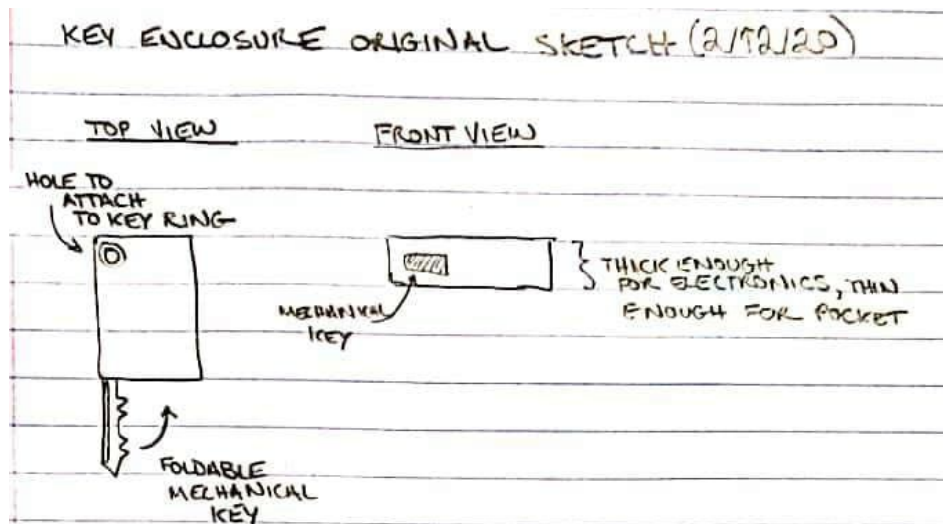 KEY ENCLOSURE ORIGINAL SKETCH (2/12/20)
TOP VIEW
FRONT VIEW
HOLE TO
ATTACH
TO KEY RING
MECHANICAL
KEY
THICK ENOUGH
FOR ELECTRONICS, THIN
ENOUGH FOR POCKET
FOLDABLE
MECHANICAL
KEY